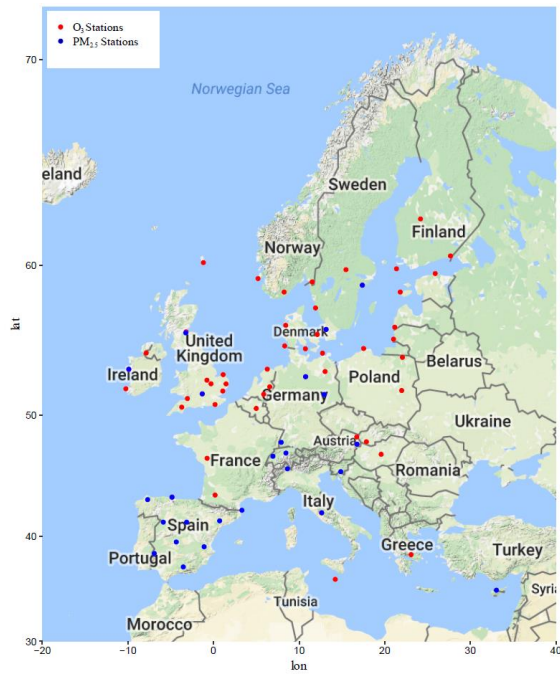 O3 Stations
PM2.5 Stations
70
Norwegian Sea
eland
Sweden
Finland
Norway
60
lat
Denmark
United
Kingdom
Ireland
Belarus
Poland
Germany
50
Ukraine
Austria
France
Romania
Italy
Spain
40
Portugal
Greece
Turkey
Syria
Tunisia
Morocco
30
−20
−10
0
10
20
30
40
lon